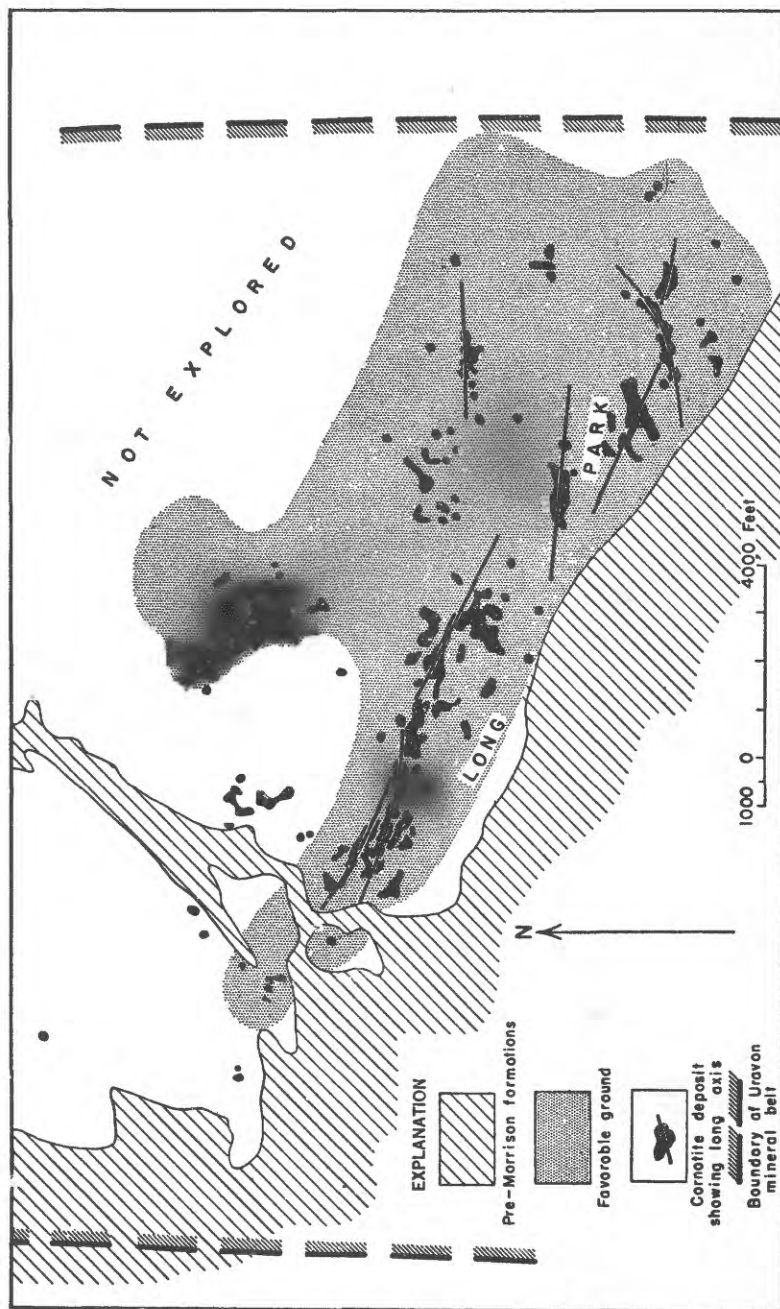 NOT EXPLORED
LONG
PARK
1000 0 4000 Feet
N
EXPLANATION
Pre-Morrison formations
Favorable ground
Carnotite deposit
showing long axis
Boundary of Uravan
mineral belt